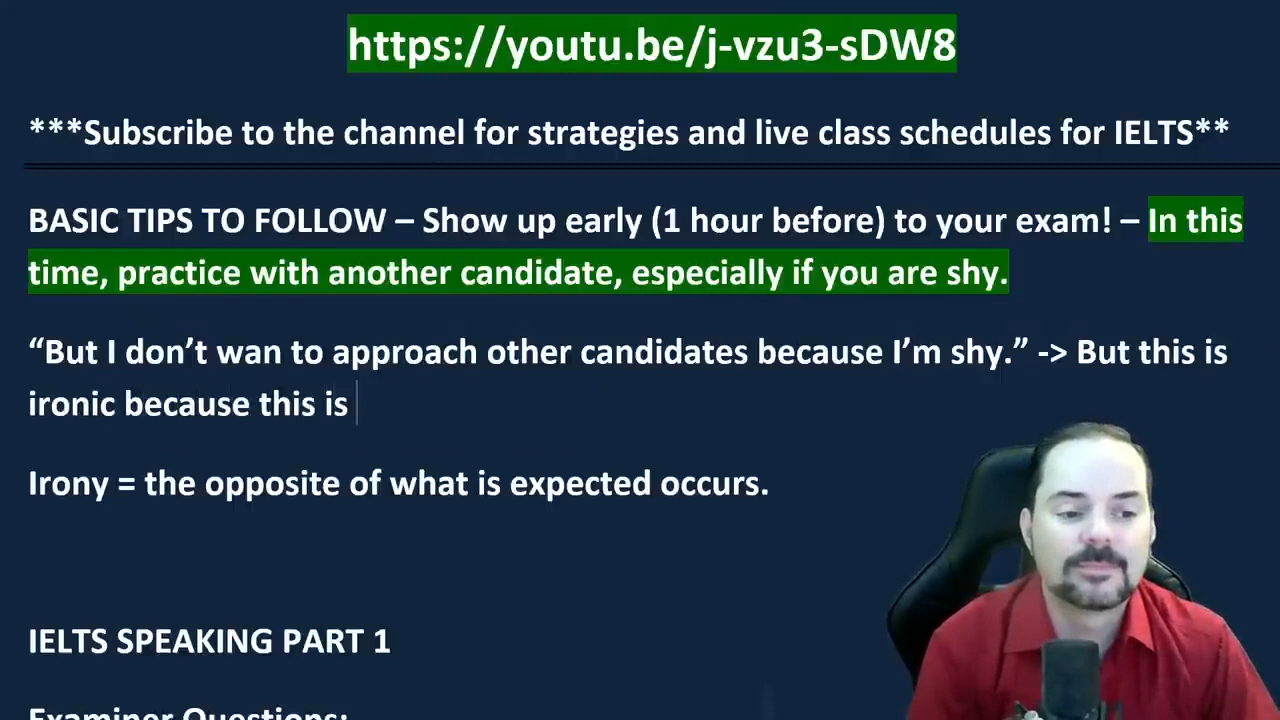 https://youtu.be/j-vzu3-sDW8
***Subscribe to the channel for strategies and live class schedules for IELTS**
BASIC TIPS TO FOLLOW – Show up early (1 hour before) to your exam! – In this
time, practice with another candidate, especially if you are shy.
“But I don’t wan to approach other candidates because I’m shy.” -> But this is
ironic because this is
Irony = the opposite of what is expected occurs.
IELTS SPEAKING PART 1
Examiner Questions: